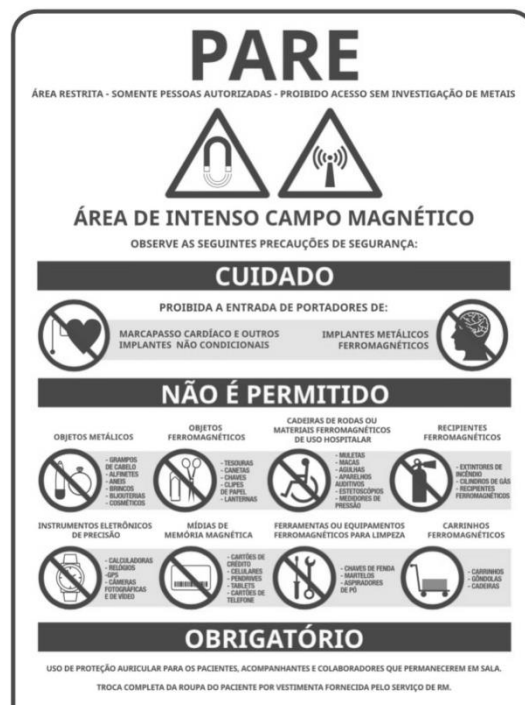 PARE
ÁREA RESTRITA - SOMENTE PESSOAS AUTORIZADAS - PROIBIDO ACESSO SEM INVESTIGAÇÃO DE METAIS
ÁREA DE INTENSO CAMPO MAGNÉTICO
OBSERVE AS SEGUINTES PRECAUÇÕES DE SEGURANÇA:
CUIDADO
PROIBIDA A ENTRADA DE PORTADORES DE:
MARCAPASSO CARDÍACO E OUTROS
IMPLANTES NÃO CONDICIONAIS
IMPLANTES METÁLICOS
FERROMAGNÉTICOS
NÃO É PERMITIDO
OBJETOS METÁLICOS
- GRAMPOS
DE CABELO
- ALFINETES
- ANEIS
- BRINCOS
- BIJOUTERIAS
- COSMÉTICOS
OBJETOS
FERROMAGNÉTICOS
- TESOURAS
- CANETAS
- CHAVES
- CLIPES
DE PAPEL
- LANTERNAS
CADEIRAS DE RODAS OU
MATERIAIS FERROMAGNÉTICOS
DE USO HOSPITALAR
- MULETAS
- MACAS
- AGULHAS
- APARELHOS
AUDITIVOS
- ESTETOSCÓPIOS
- MEDIDORES DE
PRESSÃO
RECIPIENTES
FERROMAGNÉTICOS
- EXTINTORES DE
INCÊNDIO
- CILINDROS DE GÁS
- RECIPIENTES
FERROMAGNÉTICOS
INSTRUMENTOS ELETRÔNICOS
DE PRECISÃO
- CALCULADORAS
- RELÓGIOS
-GPS
- CÂMERAS
FOTOGRÁFICAS
E DE VÍDEO
MÍDIAS DE
MEMÓRIA MAGNÉTICA
- CARTÕES DE
CRÉDITO
- CELULARES
- PENDRIVES
- TABLETS
- CARTÕES DE
TELEFONE
FERRAMENTAS OU EQUIPAMENTOS
FERROMAGNÉTICOS PARA LIMPEZA
- CHAVES DE FENDA
- MARTELOS
- ASPIRADORES
DE PÓ
CARRINHOS
FERROMAGNÉTICOS
- CARRINHOS
- GÔNDOLAS
- CADEIRAS
OBRIGATÓRIO
USO DE PROTEÇÃO AURICULAR PARA OS PACIENTES, ACOMPANHANTES E COLABORADORES QUE PERMANECEREM EM SALA.
TROCA COMPLETA DA ROUPA DO PACIENTE POR VESTIMENTA FORNECIDA PELO SERVIÇO DE RM.